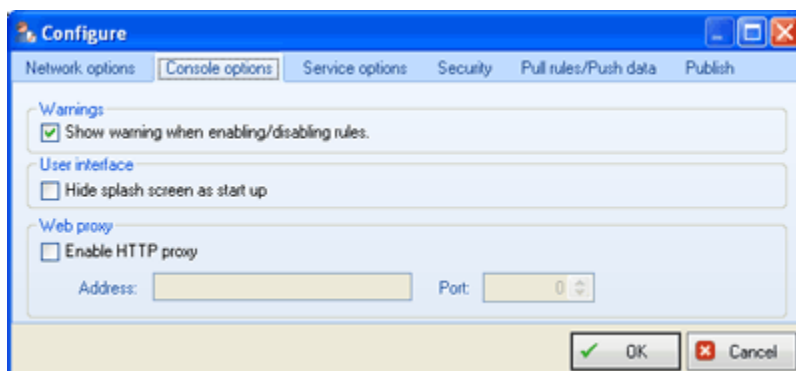 Configure
Network options Console options Service options Security Pull rules/Push data Publish
Warnings
Show warning when enabling/disabling rules.
User interface
Hide splash screen as start up
Web proxy
Enable HTTP proxy
Address: Port: 0
OK Cancel